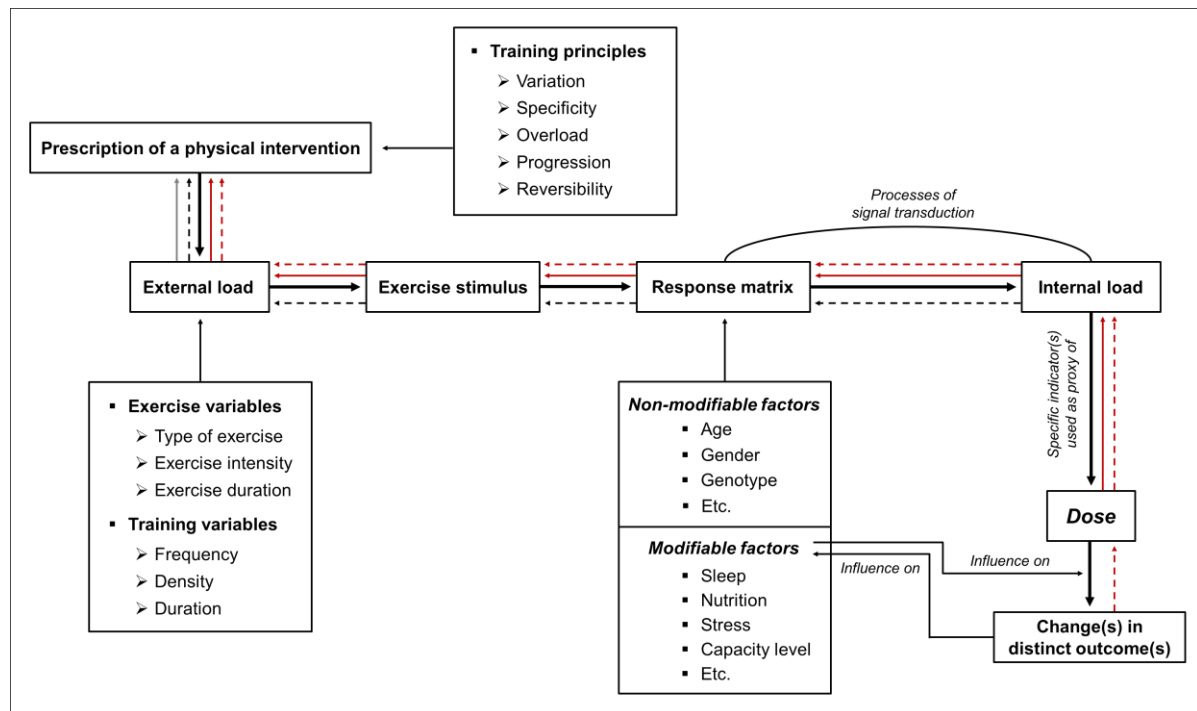 ▪ Training principles
➢ Variation
➢ Specificity
➢ Overload
➢ Progression
➢ Reversibility
Prescription of a physical intervention
Processes of
signal transduction
External load
Exercise stimulus
Response matrix
Internal load
▪ Exercise variables
➢ Type of exercise
➢ Exercise intensity
➢ Exercise duration
▪ Training variables
➢ Frequency
➢ Density
➢ Duration
Non-modifiable factors
▪ Age
▪ Gender
▪ Genotype
▪ Etc.
Modifiable factors
▪ Sleep
▪ Nutrition
▪ Stress
▪ Capacity level
▪ Etc.
Influence on
Influence on
Specific indicator(s)
used as proxy of
Dose
Change(s) in
distinct outcome(s)